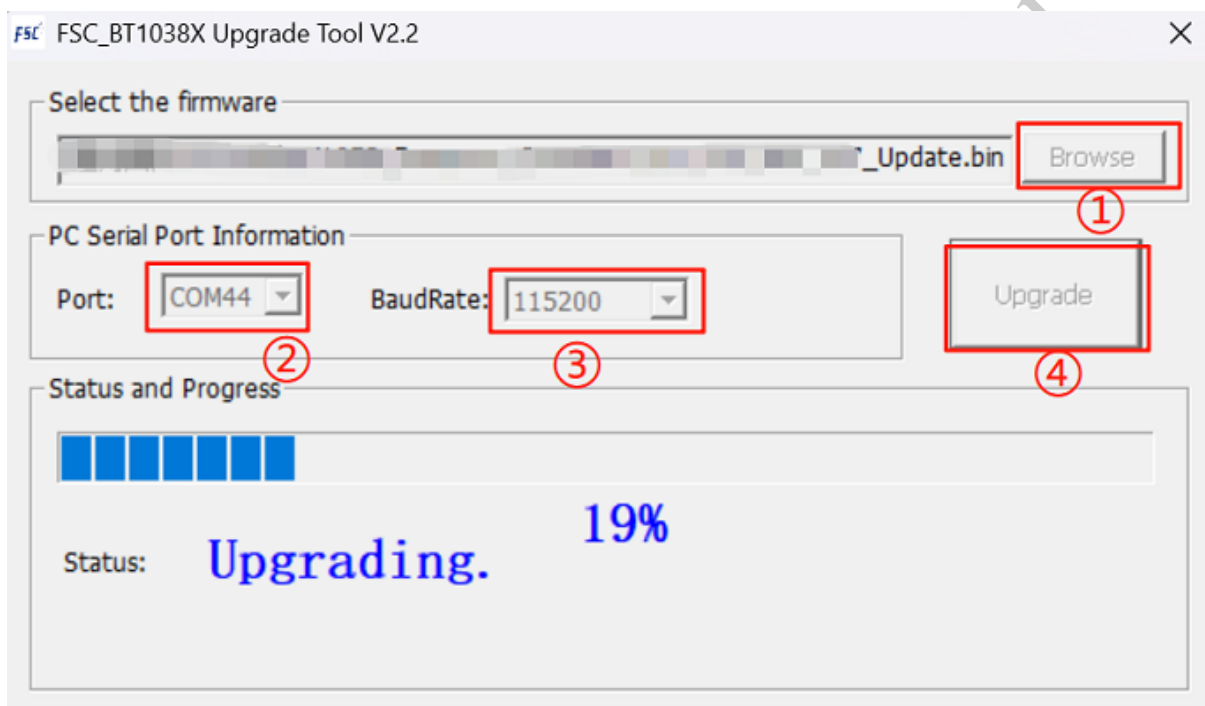 FSC FSC_BT1038X Upgrade Tool V2.2
Select the firmware
_Update.bin Browse
①
PC Serial Port Information
Port: COM44 BaudRate: 115200 Upgrade
② ③ ④
Status and Progress
19%
Status: Upgrading.